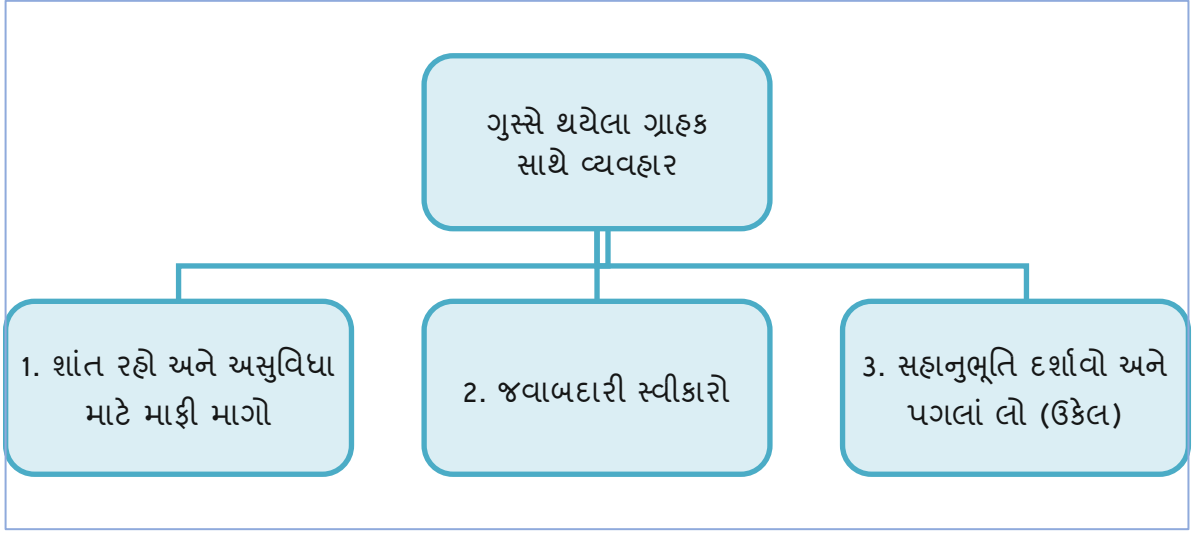 ગુસ્સે થયેલા ગ્રાહક
સાથે વ્યવહાર
1. શાંત રહો અને અસુવિધા
માટે માફી માગો
2. જવાબદારી સ્વીકારો
3. સહાનુભૂતિ દર્શાવો અને
પગલાં લો (ઉકેલ)